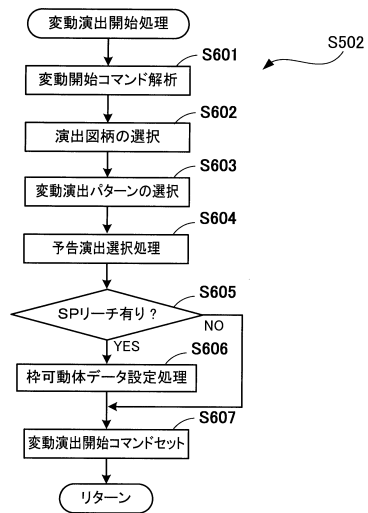 変動演出開始処理
S502
S601
変動開始コマンド解析
S602
演出図柄の選択
S603
変動演出パターンの選択
S604
予告演出選択処理
S605
SPリーチ有り?
NO
YES
S606
枠可動体データ設定処理
S607
変動演出開始コマンドセット
リターン